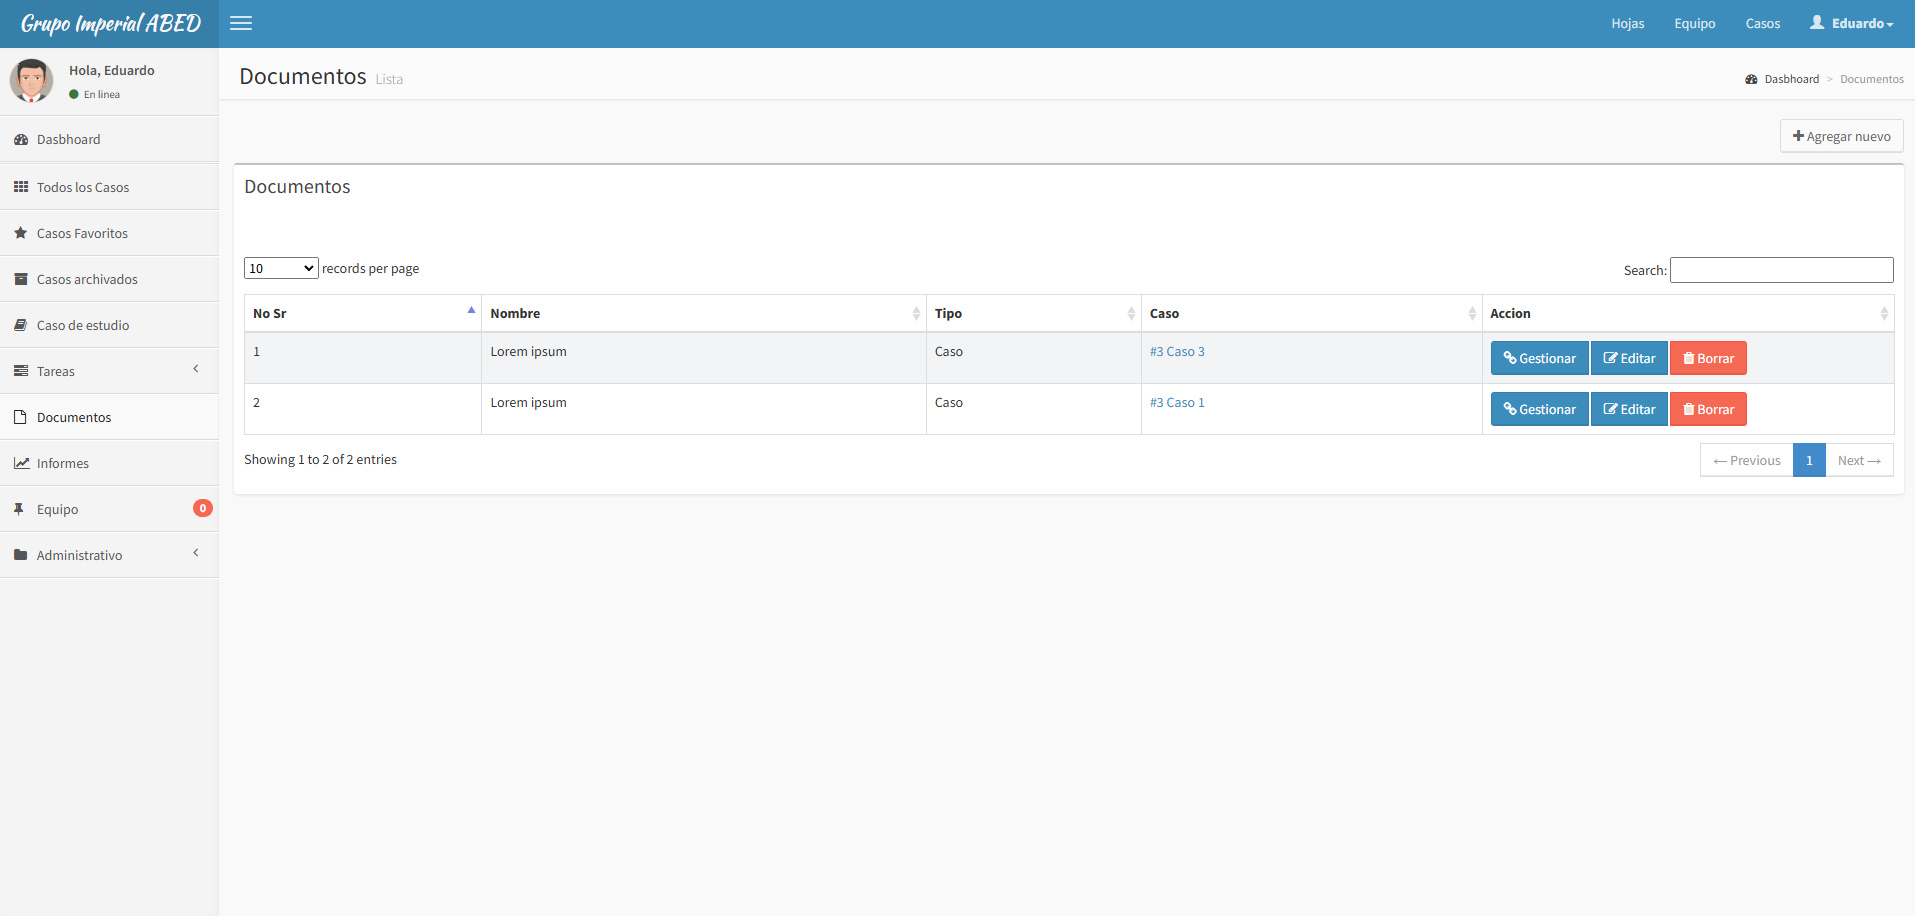 Grupo Imperial ABED
Hojas
Equipo
Casos
Eduardo
Hola, Eduardo
En linea
Dasbhoard
Todos los Casos
Casos Favoritos
Casos archivados
Caso de estudio
Tareas
Documentos
Informes
Equipo 0
Administrativo
Documentos Lista
Dasbhoard > Documentos
Agregar nuevo
Documentos
10 records per page
Search:
No Sr Nombre Tipo Caso Accion
1 Lorem ipsum Caso #3 Caso 3 Gestionar Editar Borrar
2 Lorem ipsum Caso #3 Caso 1 Gestionar Editar Borrar
Showing 1 to 2 of 2 entries
← Previous 1 Next →